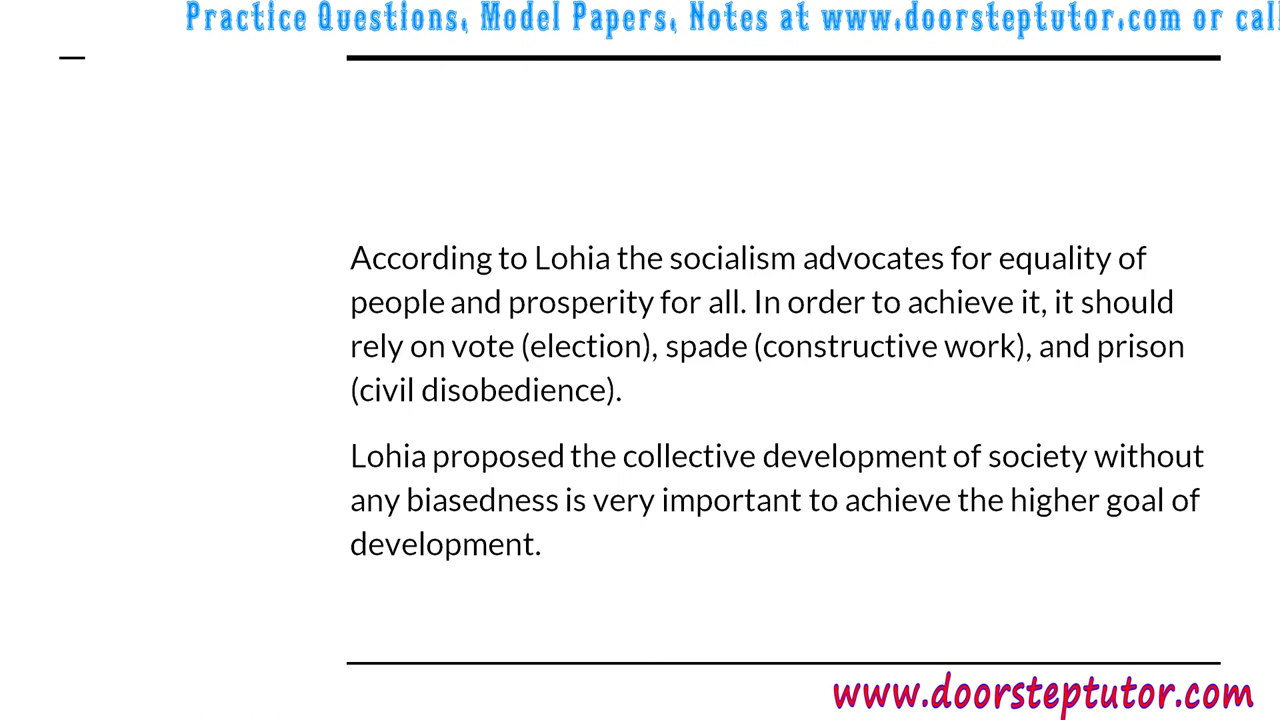 Practice Questions, Model Papers, Notes at www.doorsteptutor.com or call
According to Lohia the socialism advocates for equality of
people and prosperity for all. In order to achieve it, it should
rely on vote (election), spade (constructive work), and prison
(civil disobedience).
Lohia proposed the collective development of society without
any biasedness is very important to achieve the higher goal of
development.
www.doorsteptutor.com